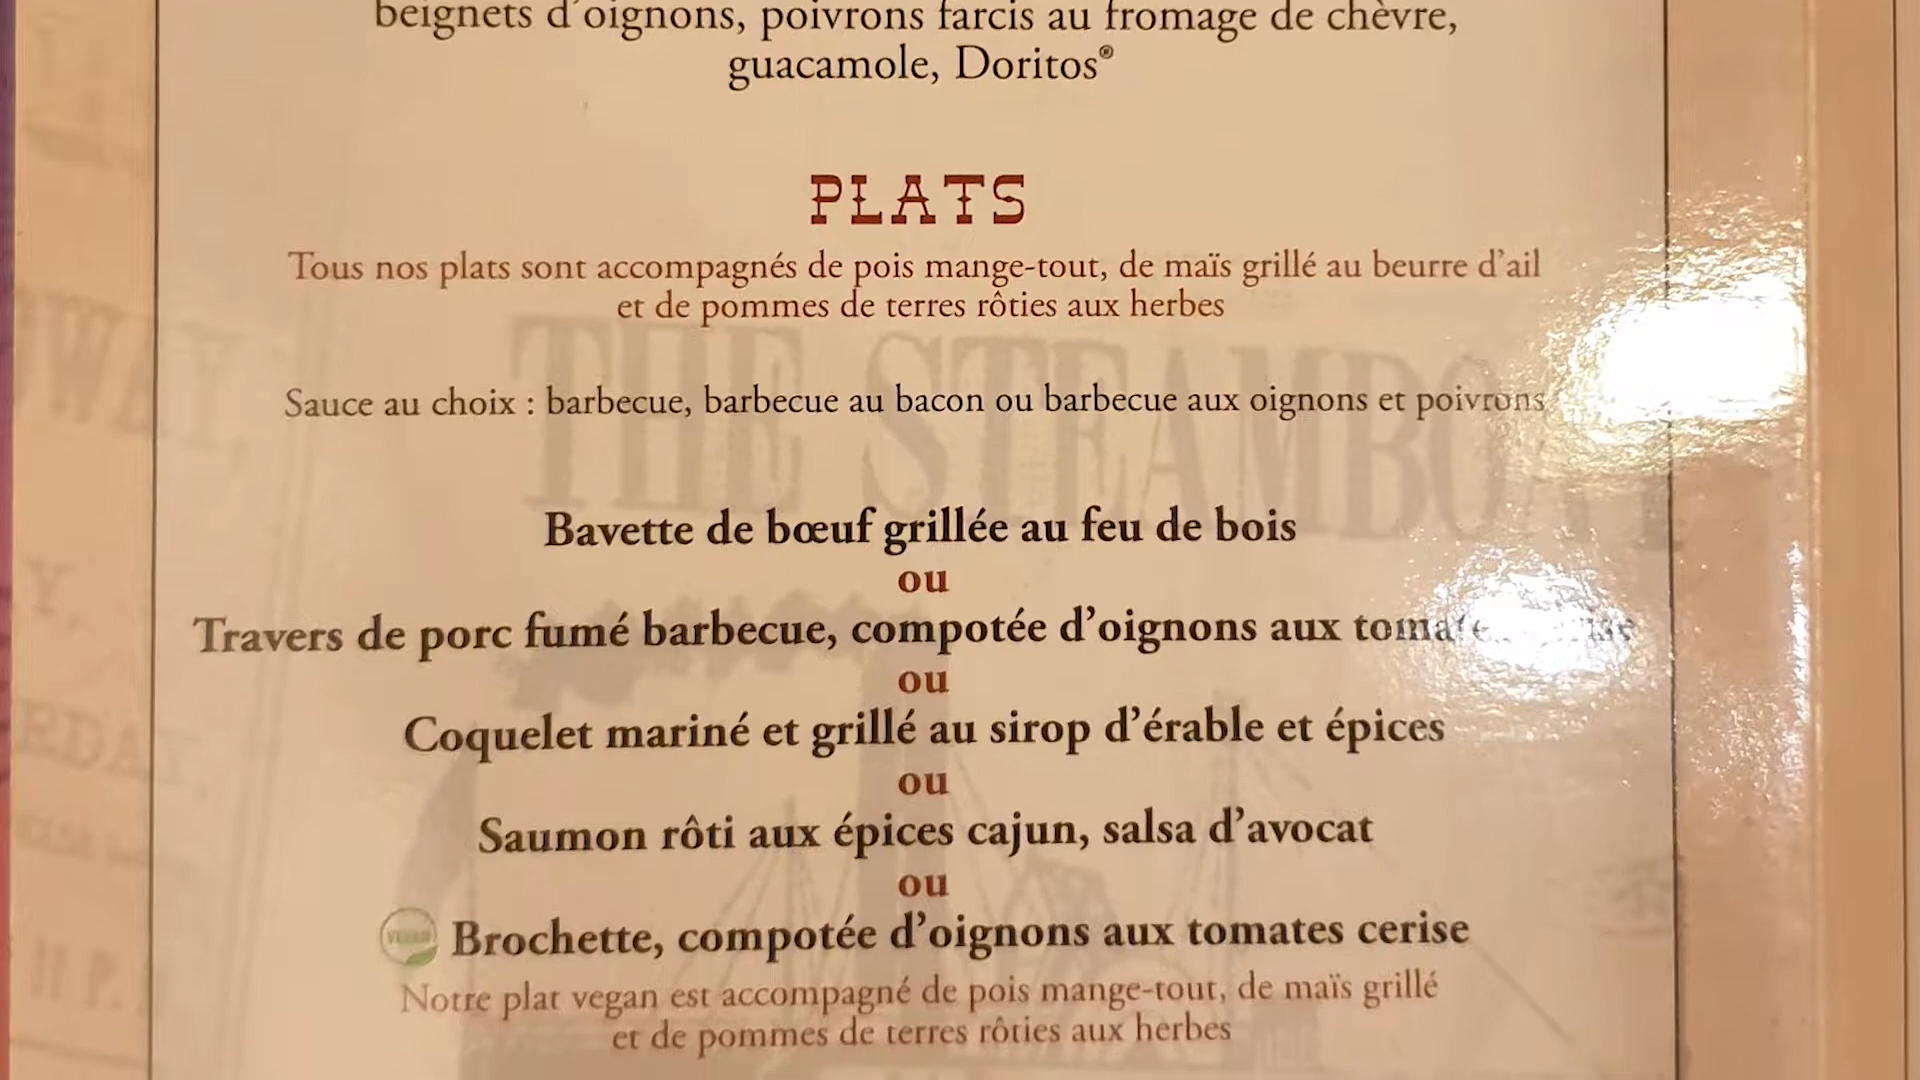 beignets d'oignons, poivrons farcis au fromage de chèvre,
guacamole, Doritos®
PLATS
Tous nos plats sont accompagnés de pois mange-tout, de maïs grillé au beurre d'ail
et de pommes de terres rôties aux herbes
THE STEAMBOAT
Sauce au choix : barbecue, barbecue au bacon ou barbecue aux oignons et poivrons
Bavette de bœuf grillée au feu de bois
ou
Travers de porc fumé barbecue, compotée d'oignons aux
ou
Coquelet mariné et grillé au sirop d'érable et épices
ou
Saumon rôti aux épices cajun, salsa d'avocat
ou
VEGAN
Brochette, compotée d'oignons aux tomates cerise
Notre plat vegan est accompagné de pois mange-tout, de maïs grillé
et de pommes de terres rôties aux herbes